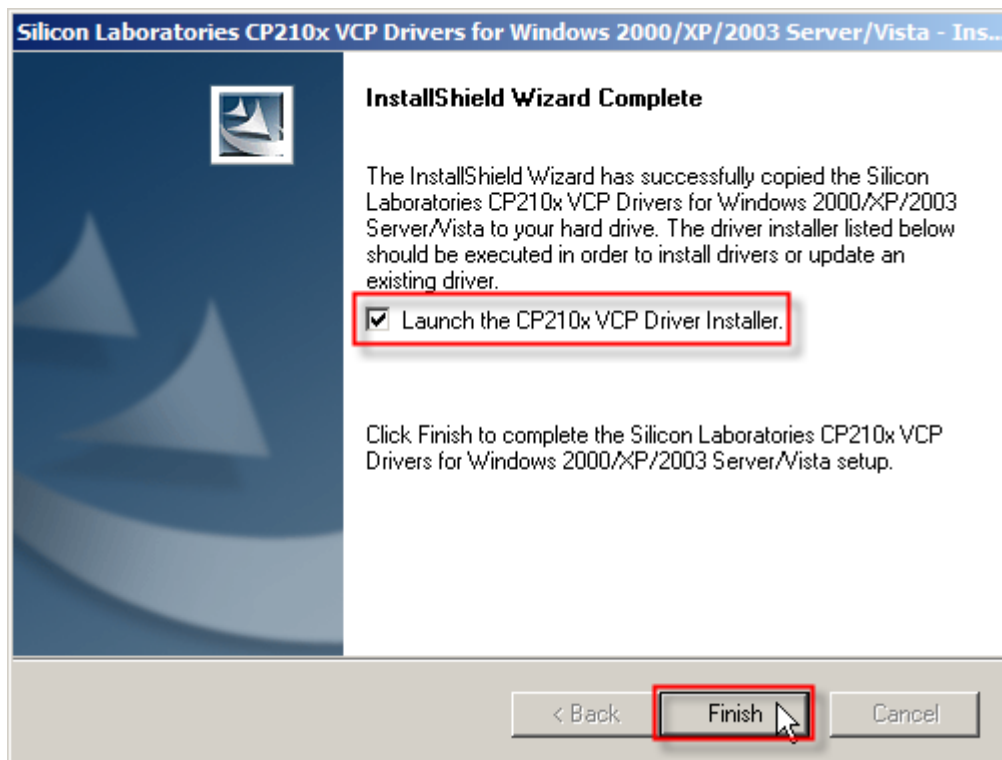 Silicon Laboratories CP210x VCP Drivers for Windows 2000/XP/2003 Server/Vista - Ins...
InstallShield Wizard Complete
The InstallShield Wizard has successfully copied the Silicon
Laboratories CP210x VCP Drivers for Windows 2000/XP/2003
Server/Vista to your hard drive. The driver installer listed below
should be executed in order to install drivers or update an
existing driver.
Launch the CP210x VCP Driver Installer.
Click Finish to complete the Silicon Laboratories CP210x VCP
Drivers for Windows 2000/XP/2003 Server/Vista setup.
< Back
Finish
Cancel